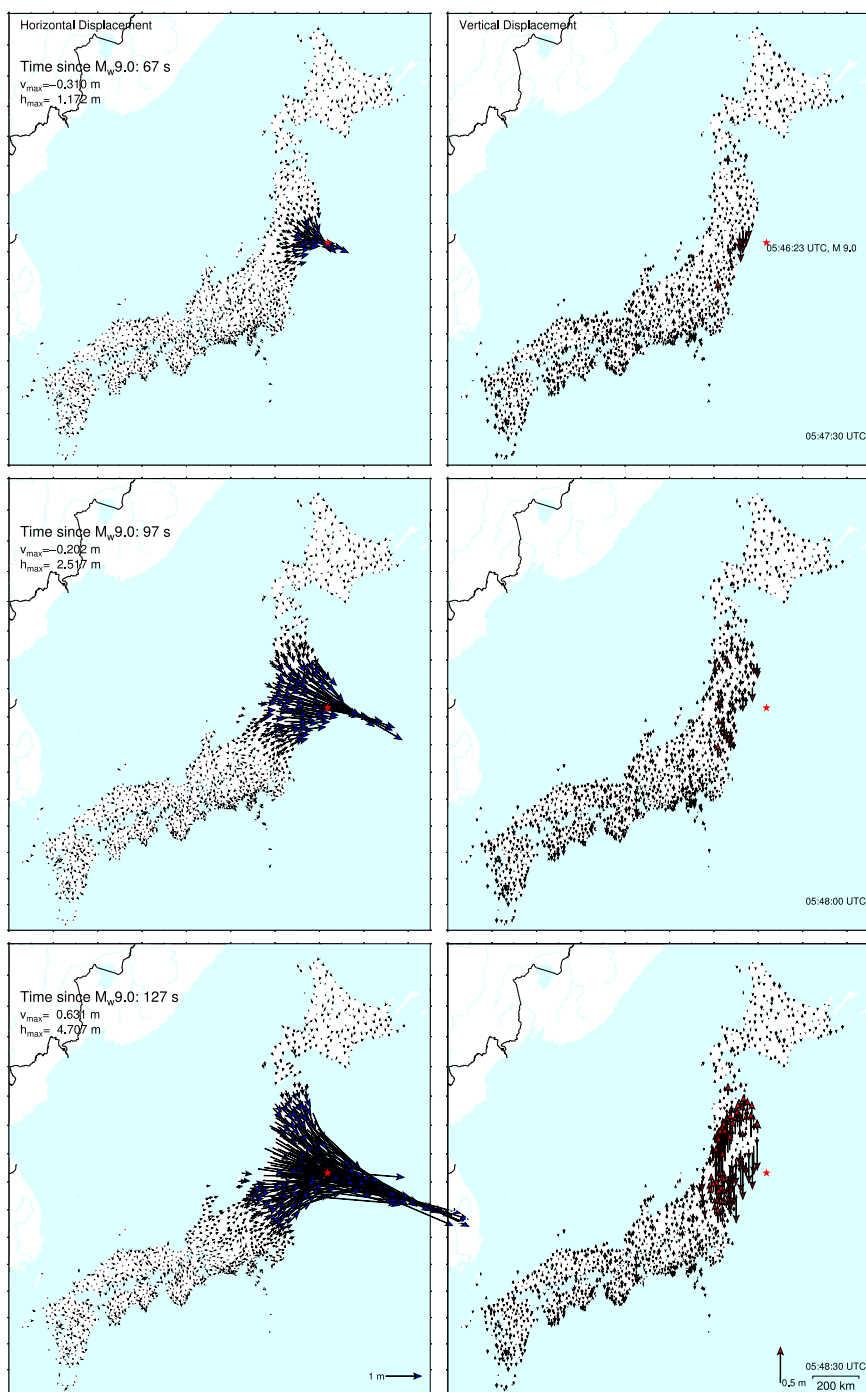 Horizontal Displacement
Time since Mw9.0: 67 s
vmax=−0.310 m
hmax= 1.172 m
Vertical Displacement
05:46:23 UTC, M 9.0
05:47:30 UTC
Time since Mw9.0: 97 s
vmax=−0.202 m
hmax= 2.517 m
05:48:00 UTC
Time since Mw9.0: 127 s
vmax= 0.631 m
hmax= 4.707 m
1 m
05:48:30 UTC
0.5 m
200 km